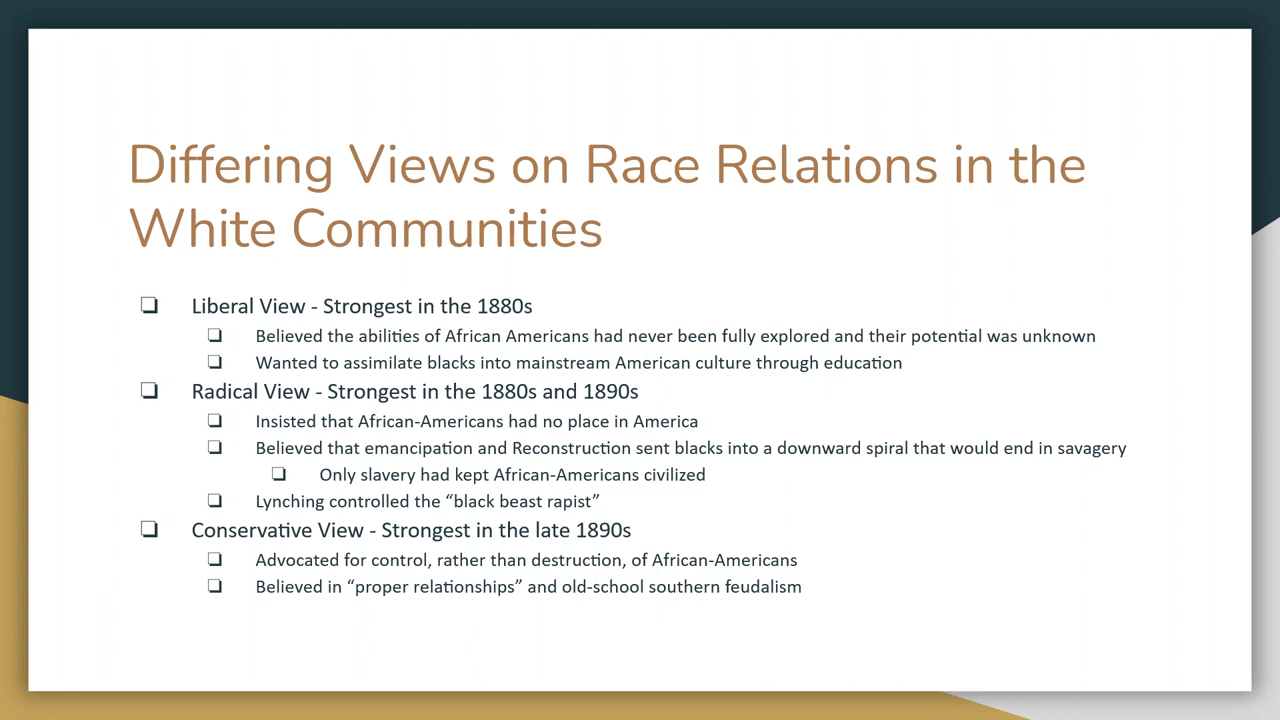 Differing Views on Race Relations in the
White Communities
❏ Liberal View - Strongest in the 1880s
❏ Believed the abilities of African Americans had never been fully explored and their potential was unknown
❏ Wanted to assimilate blacks into mainstream American culture through education
❏ Radical View - Strongest in the 1880s and 1890s
❏ Insisted that African-Americans had no place in America
❏ Believed that emancipation and Reconstruction sent blacks into a downward spiral that would end in savagery
❏ Only slavery had kept African-Americans civilized
❏ Lynching controlled the “black beast rapist”
❏ Conservative View - Strongest in the late 1890s
❏ Advocated for control, rather than destruction, of African-Americans
❏ Believed in “proper relationships” and old-school southern feudalism